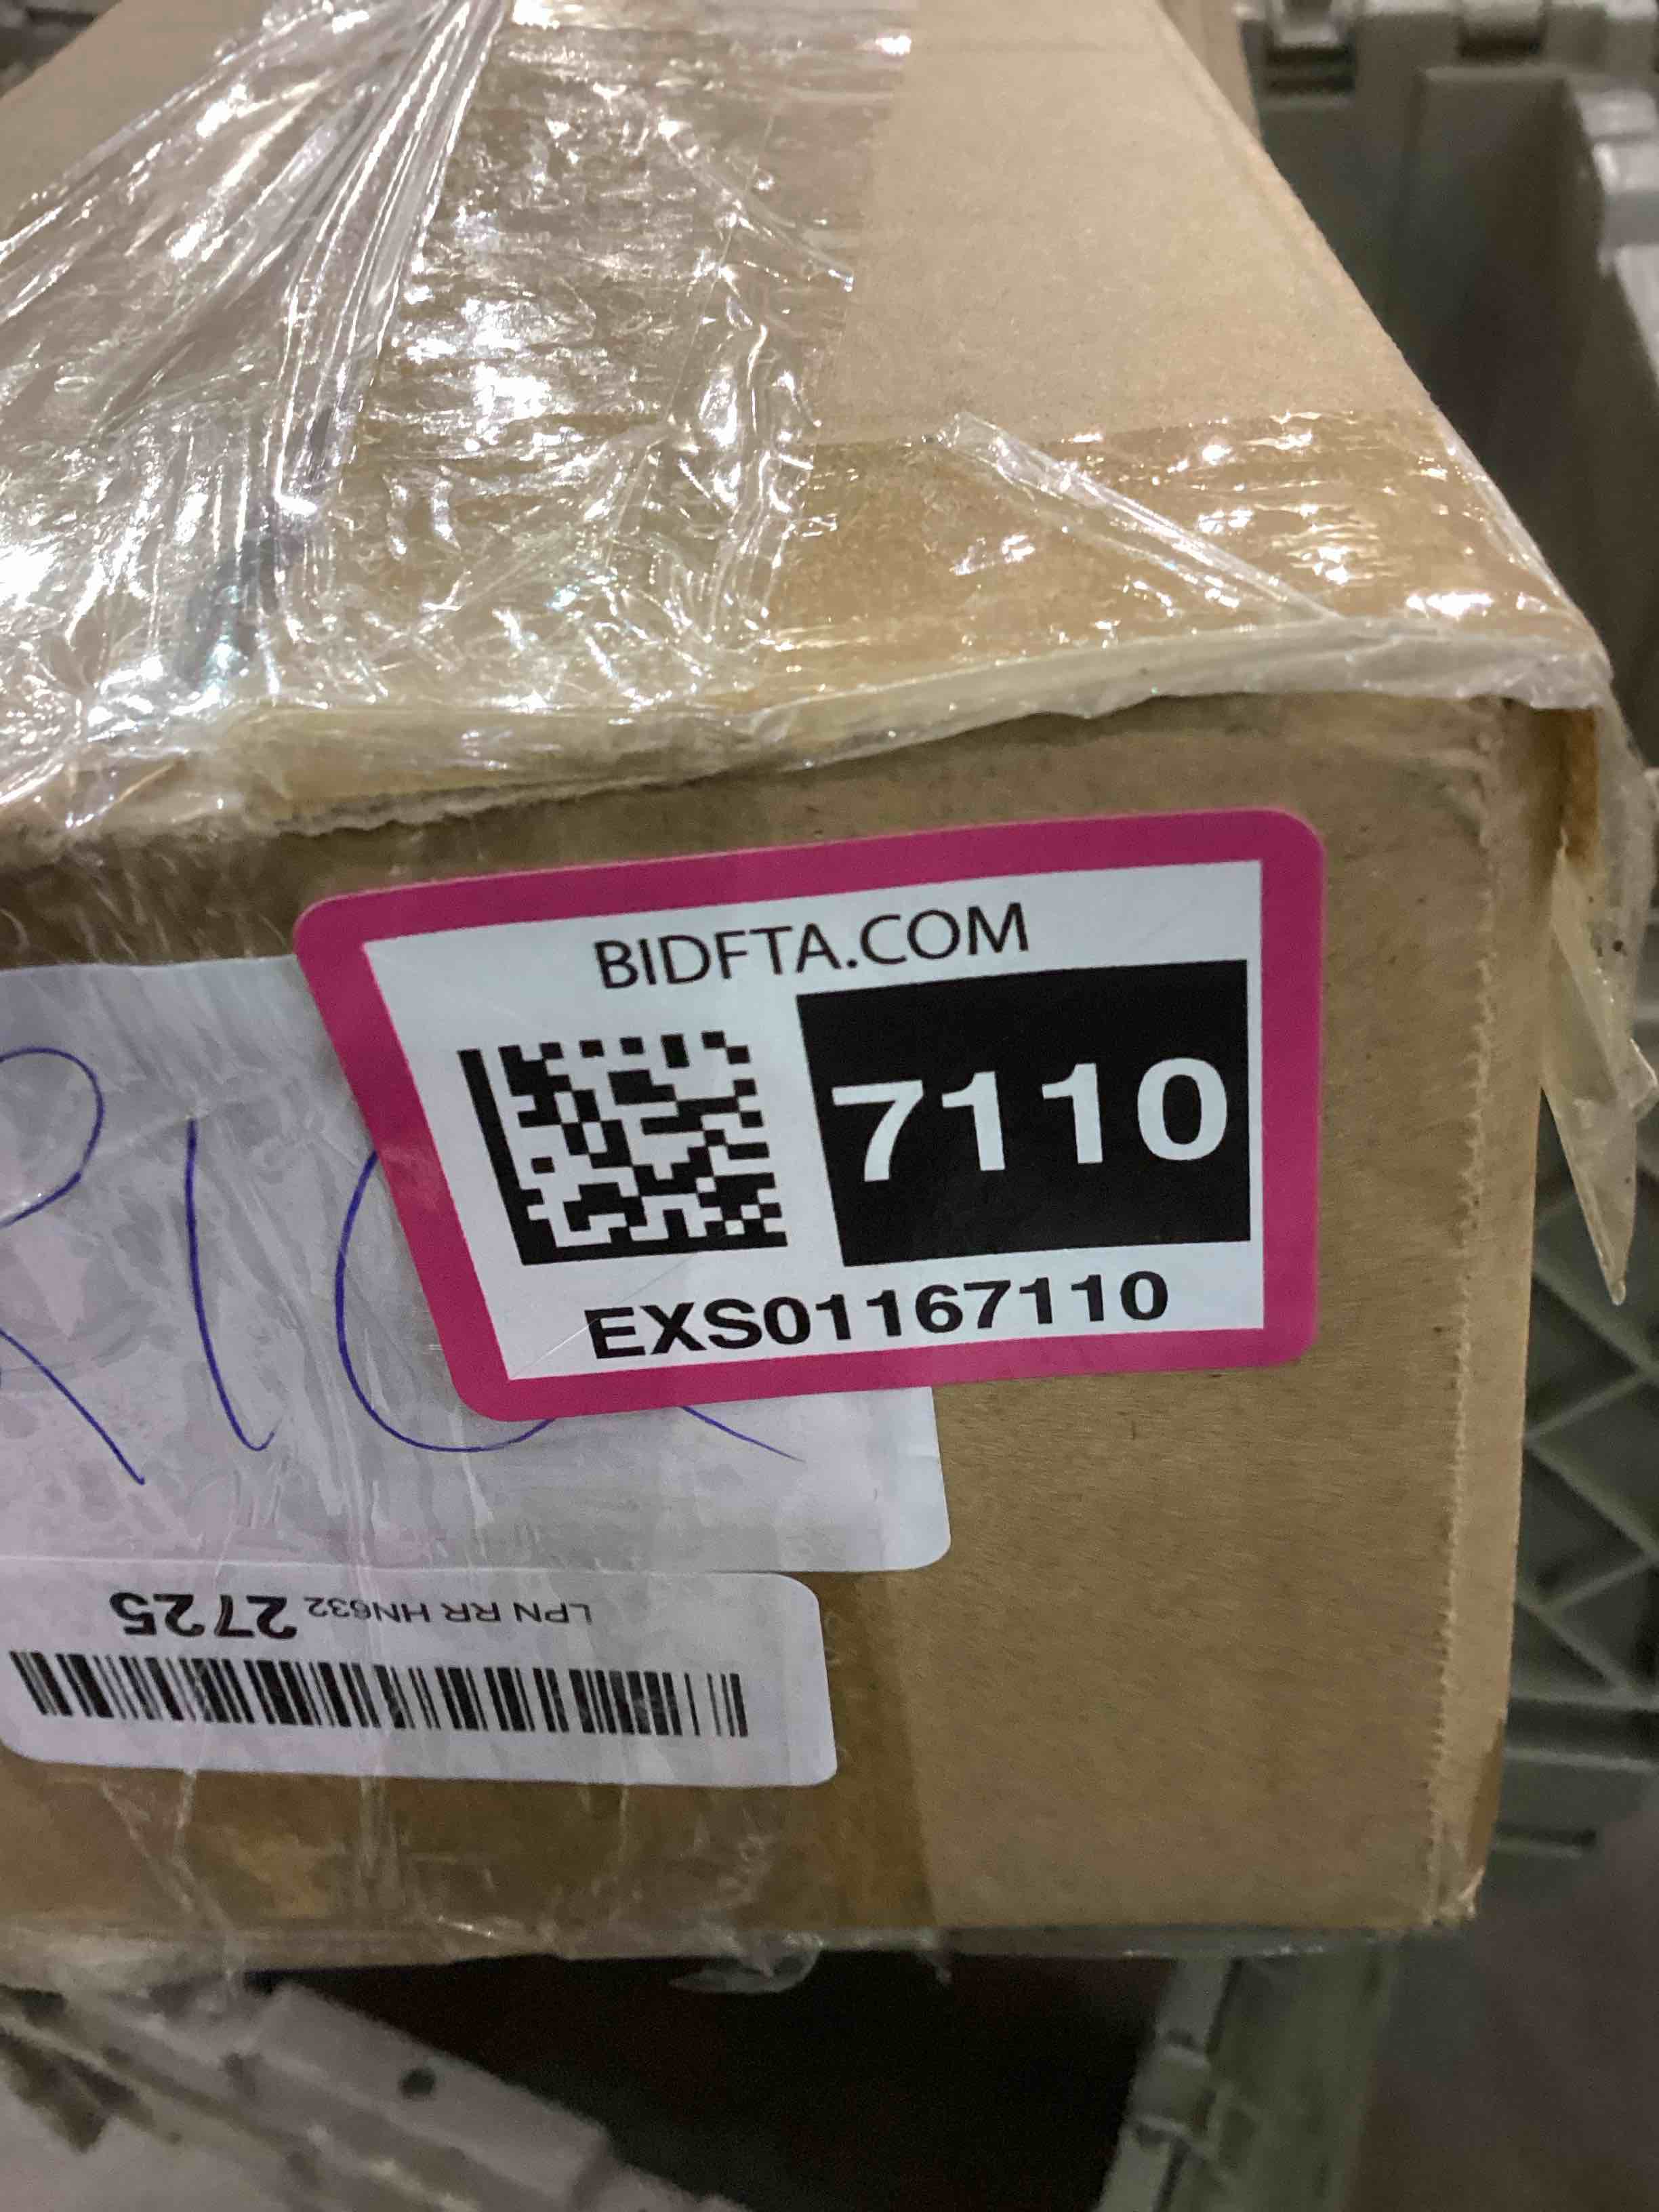 BIDFTA.COM
7110
EXS01167110
LPN RR HN632 2725